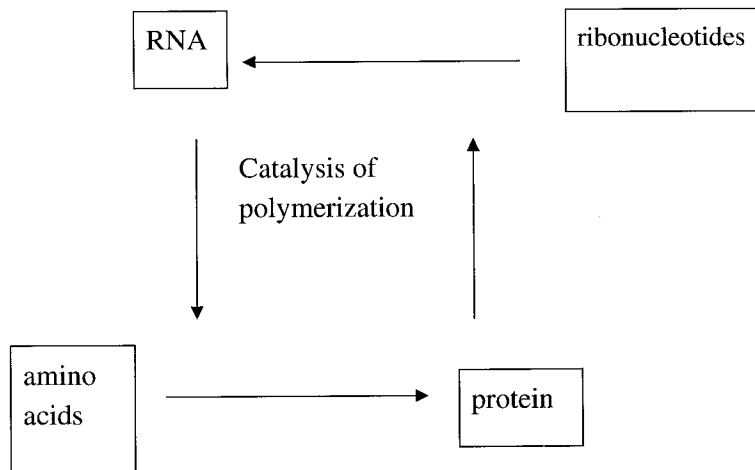 RNA
ribonucleotides
Catalysis of
polymerization
amino
acids
protein